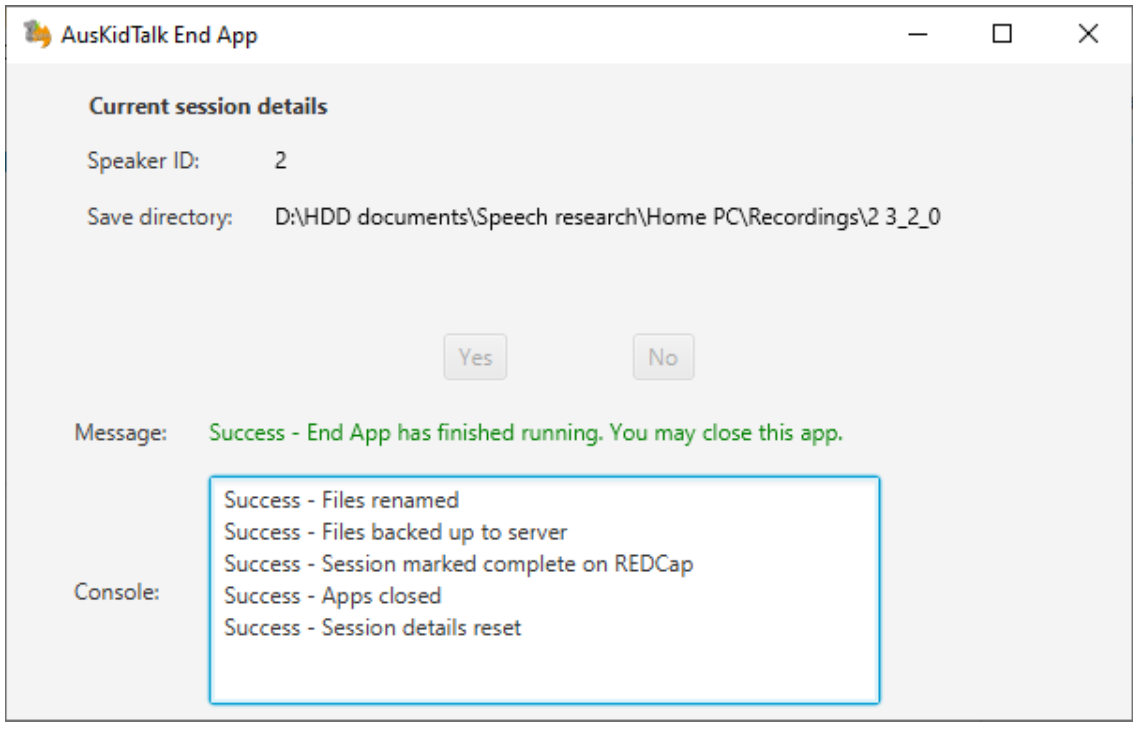 AusKidTalk End App
Current session details
Speaker ID: 2
Save directory: D:\HDD documents\Speech research\Home PC\Recordings\2 3_2_0
Yes No
Message: Success - End App has finished running. You may close this app.
Success - Files renamed
Success - Files backed up to server
Success - Session marked complete on REDCap
Console: Success - Apps closed
Success - Session details reset